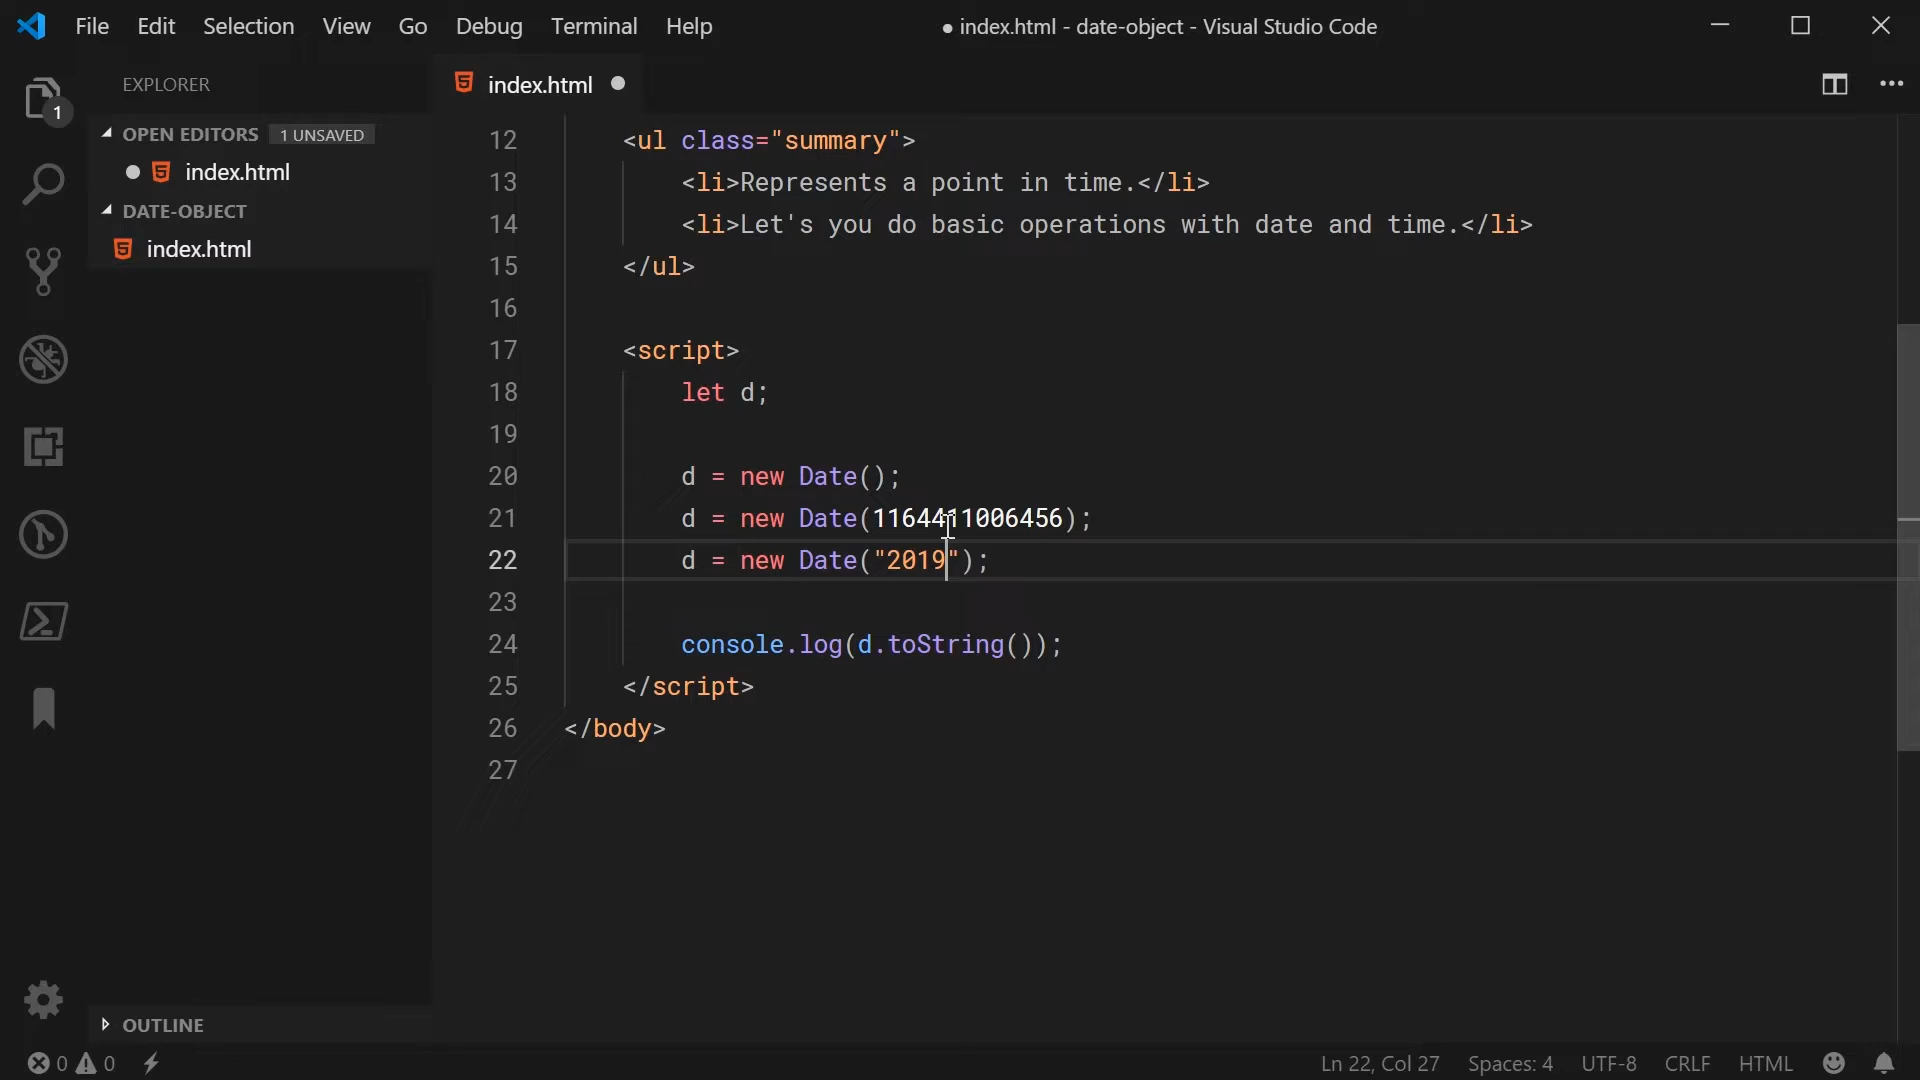 File Edit Selection View Go Debug Terminal Help
● index.html - date-object - Visual Studio Code
EXPLORER
1
OPEN EDITORS 1 UNSAVED
index.html
DATE-OBJECT
index.html
OUTLINE
index.html
12 <ul class="summary">
13 <li>Represents a point in time.</li>
14 <li>Let's you do basic operations with date and time.</li>
15 </ul>
16
17 <script>
18 let d;
19
20 d = new Date();
21 d = new Date(1164411006456);
22 d = new Date("2019");
23
24 console.log(d.toString());
25 </script>
26 </body>
27
0 0 Ln 22, Col 27 Spaces: 4 UTF-8 CRLF HTML